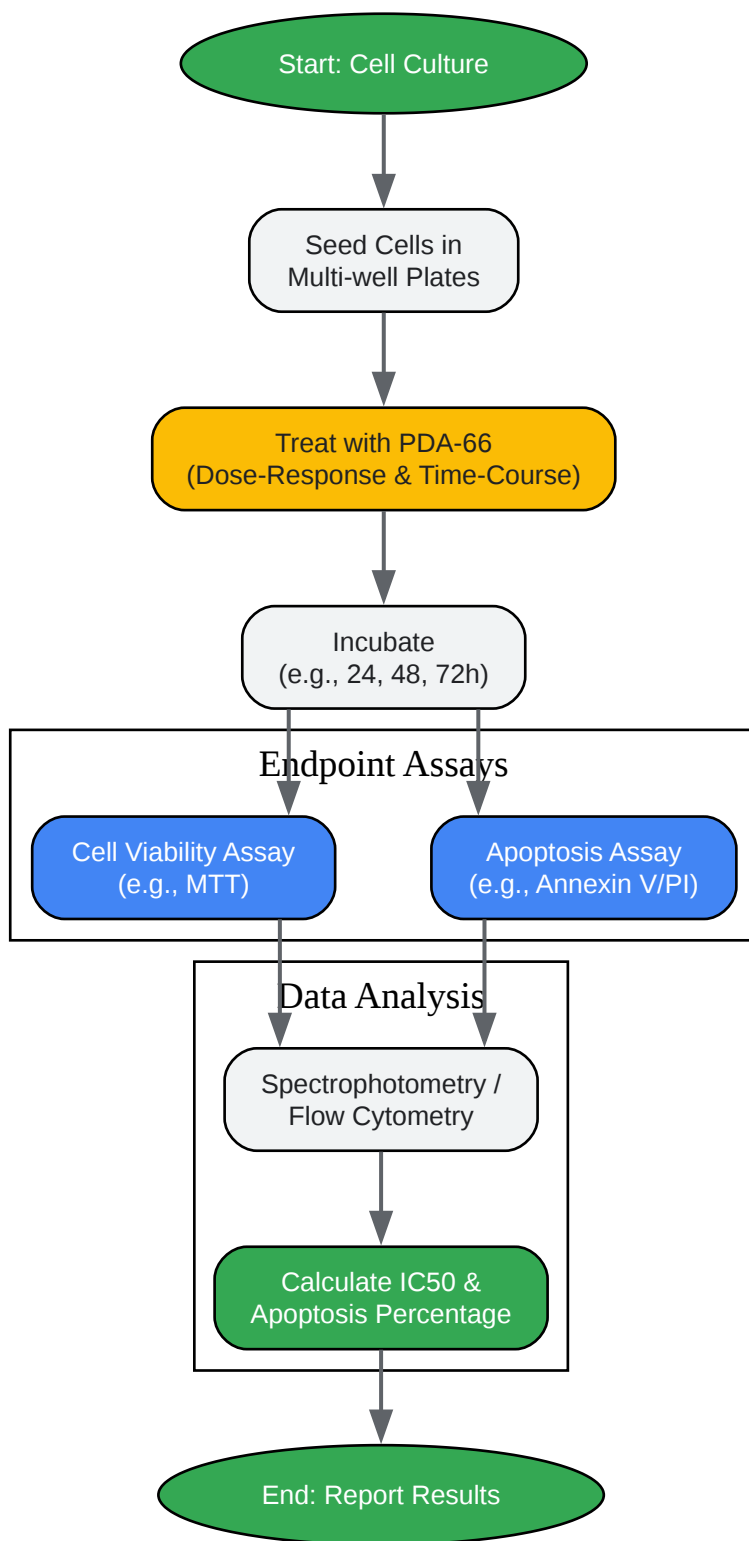 Start: Cell Culture
Seed Cells in
Multi-well Plates
Treat with PDA-66
(Dose-Response & Time-Course)
Incubate
(e.g., 24, 48, 72h)
Endpoint Assays
Cell Viability Assay
(e.g., MTT)
Apoptosis Assay
(e.g., Annexin V/PI)
Data Analysis
Spectrophotometry /
Flow Cytometry
Calculate IC50 &
Apoptosis Percentage
End: Report Results